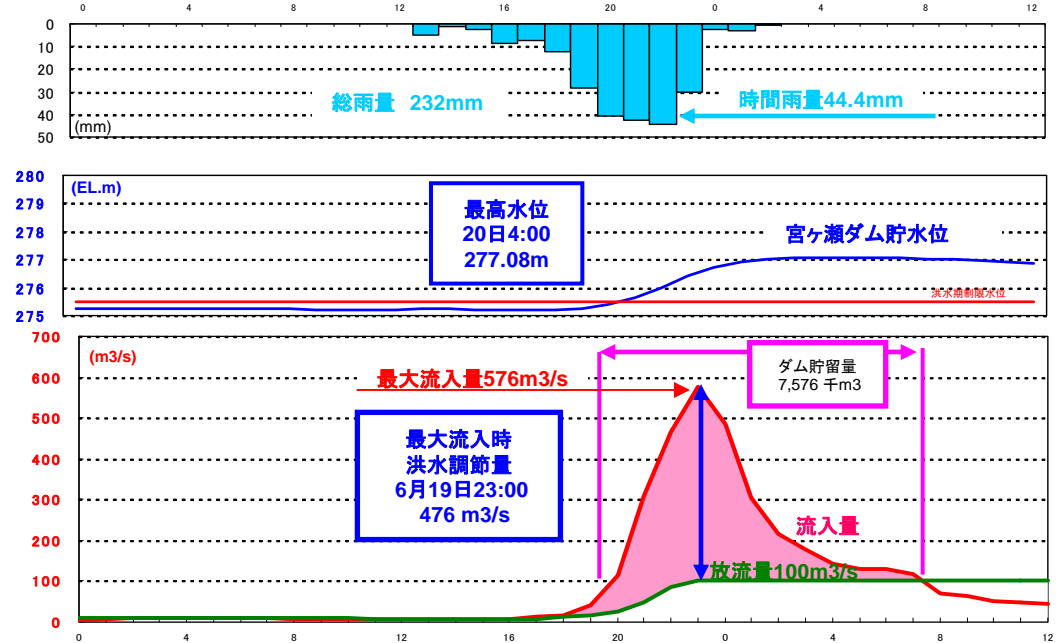 0 4 8 12 16 20 0 4 8 12
0
10
20
30
40
50
(mm)
総雨量 232mm
時間雨量44.4mm
280
279
278
277
276
275
(EL.m)
最高水位
20日4:00
277.08m
宮ヶ瀬ダム貯水位
洪水期制限水位
700
600
500
400
300
200
100
0
(m3/s)
最大流入量576m3/s
ダム貯留量
7,576 千m3
最大流入時
洪水調節量
6月19日23:00
476 m3/s
流入量
放流量100m3/s
0 4 8 12 16 20 0 4 8 12